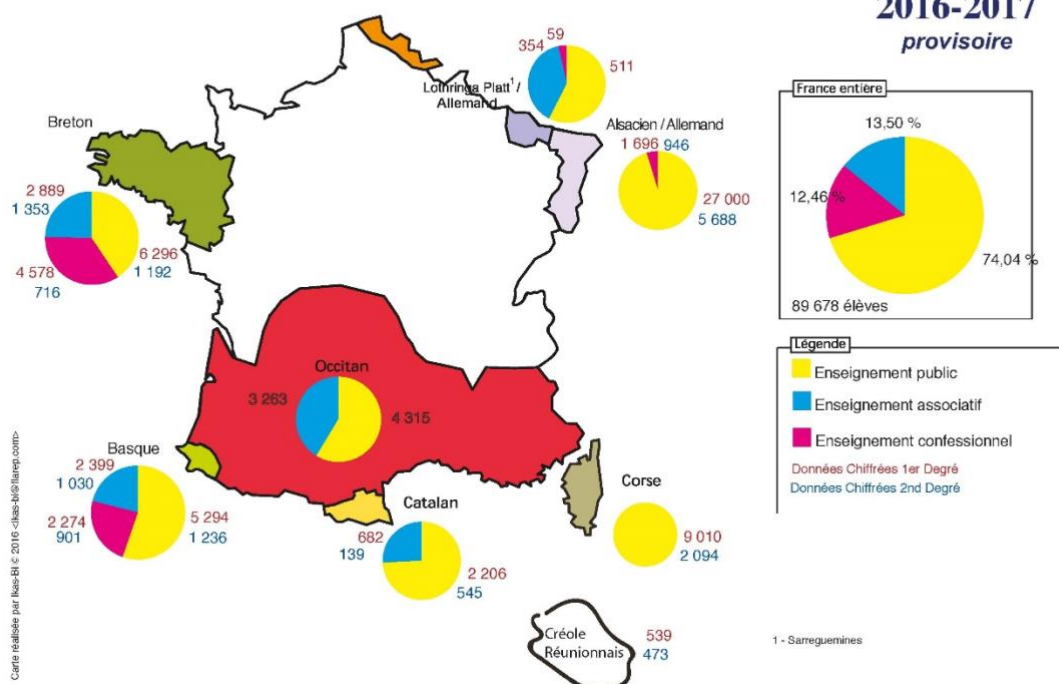 2016-2017
provisoire
354 59
511
Lothringa Platt¹ /
Allemand
Alsacien / Allemand
1 696 946
27 000
5 688
France entière
13,50 %
12,46 %
74,04 %
89 678 élèves
Breton
2 889
1 353
6 296
1 192
4 578
716
Légende
Enseignement public
Enseignement associatif
Enseignement confessionnel
Données Chiffrées 1er Degré
Données Chiffrées 2nd Degré
Occitan
3 263
4 315
Basque
2 399
1 030
2 274
901
5 294
1 236
Catalan
682
139
2 206
545
Corse
9 010
2 094
Créole
Réunionnais
539
473
1 - Sarreguemines
Carte réalisée par Ikas-Bi © 2016 <ikas-bi@flarep.com>